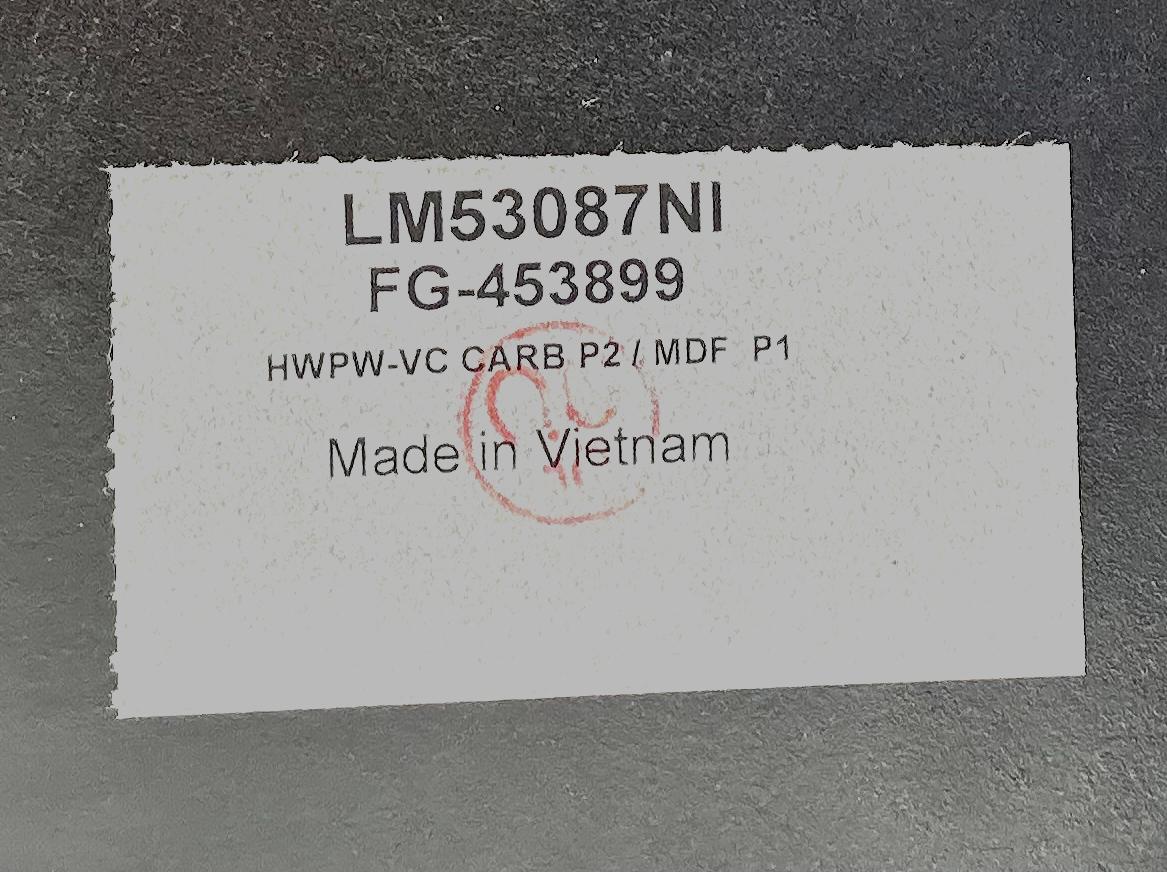 LM53087NI
FG-453899
HWPW-VC CARB P2 / MDF P1
Made in Vietnam